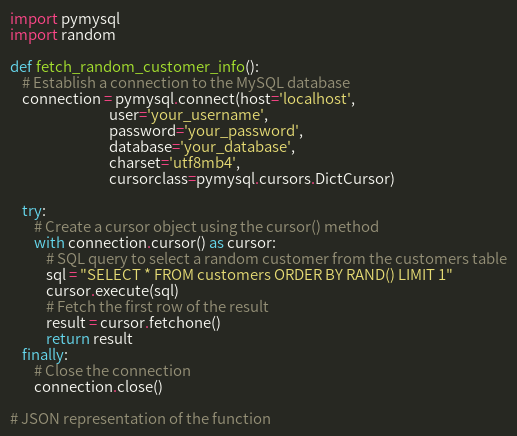 import pymysql
import random

def fetch_random_customer_info():
    # Establish a connection to the MySQL database
    connection = pymysql.connect(host='localhost',
                                 user='your_username',
                                 password='your_password',
                                 database='your_database',
                                 charset='utf8mb4',
                                 cursorclass=pymysql.cursors.DictCursor)

    try:
        # Create a cursor object using the cursor() method
        with connection.cursor() as cursor:
            # SQL query to select a random customer from the customers table
            sql = "SELECT * FROM customers ORDER BY RAND() LIMIT 1"
            cursor.execute(sql)
            # Fetch the first row of the result
            result = cursor.fetchone()
            return result
    finally:
        # Close the connection
        connection.close()

# JSON representation of the function